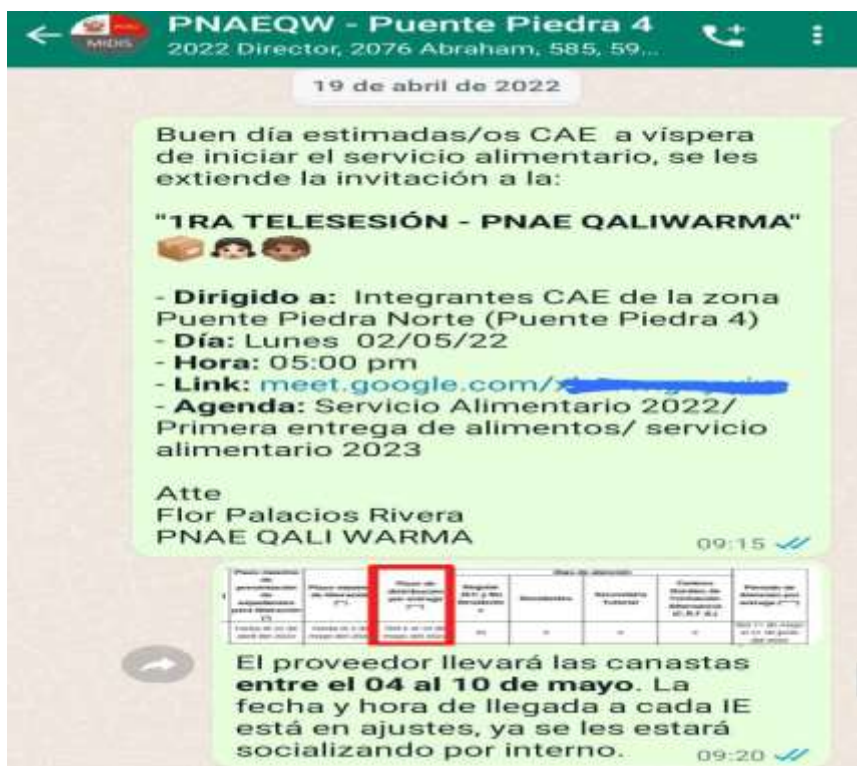 PNAEQW - Puente Piedra 4
MIDIS
2022 Director, 2076 Abraham, 585, 59...
19 de abril de 2022
Buen día estimadas/os CAE a víspera
de iniciar el servicio alimentario, se les
extiende la invitación a la:
"1RA TELESESIÓN - PNAE QALIWARMA"
- Dirigido a: Integrantes CAE de la zona
Puente Piedra Norte (Puente Piedra 4)
- Día: Lunes 02/05/22
- Hora: 05:00 pm
- Link: meet.google.com/
- Agenda: Servicio Alimentario 2022/
Primera entrega de alimentos/ servicio
alimentario 2023
Atte
Flor Palacios Rivera
PNAE QALI WARMA
09:15
El proveedor llevará las canastas
entre el 04 al 10 de mayo. La
fecha y hora de llegada a cada IE
está en ajustes, ya se les estará
socializando por interno.
09:20